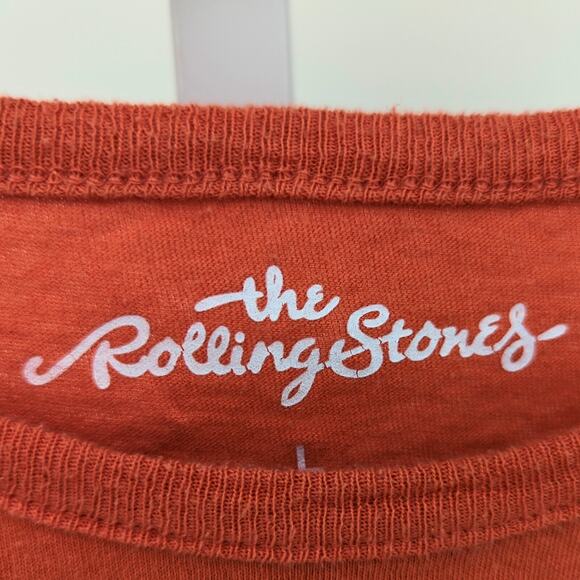 the
Rolling Stones
L